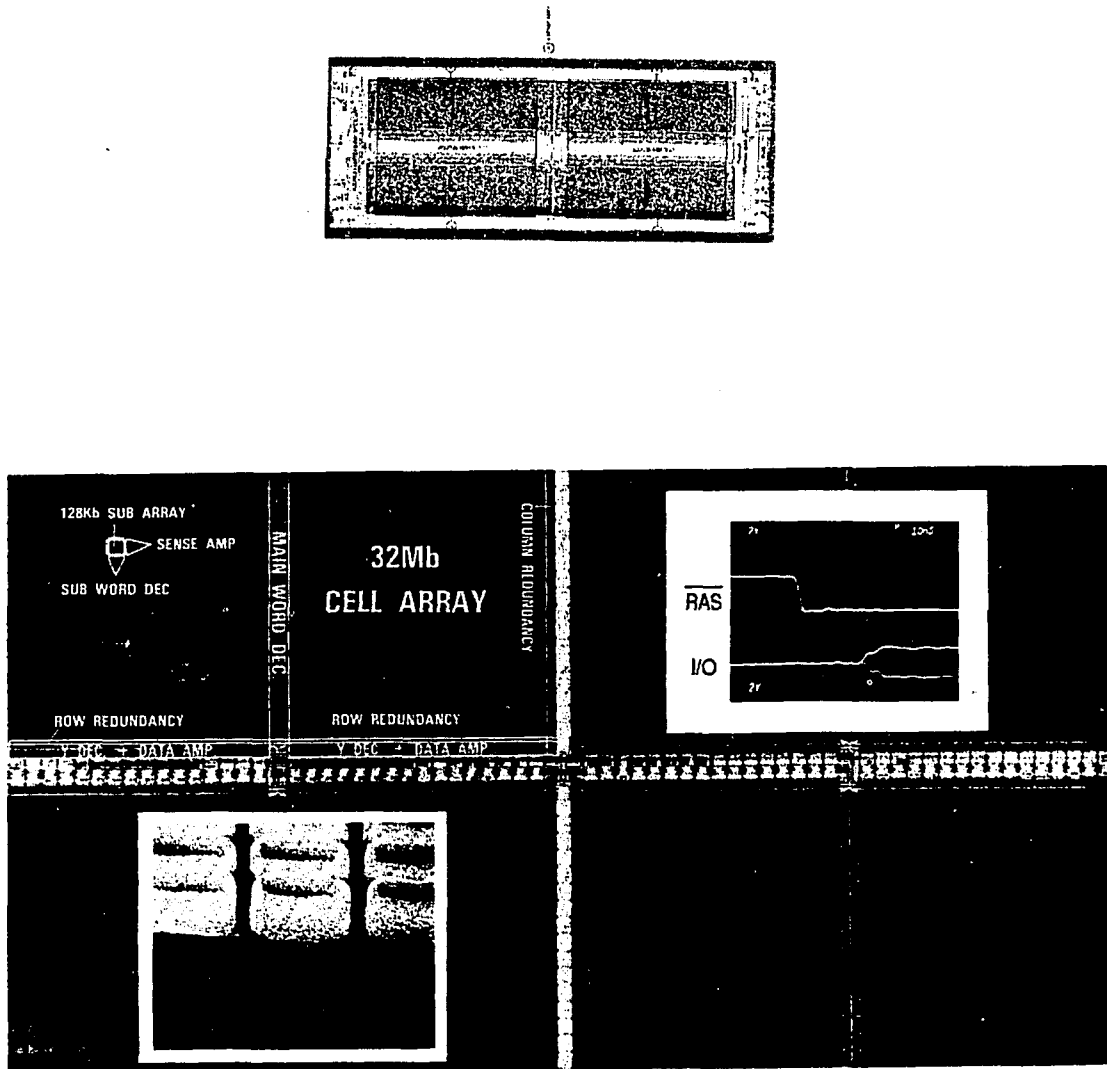 128Kb SUB ARRAY
SENSE AMP
SUB WORD DEC
MAIN WORD DEC
32Mb
CELL ARRAY
COLUMN REDUNDANCY
ROW REDUNDANCY
ROW REDUNDANCY
Y DEC + DATA AMP
Y DEC + DATA AMP
RAS
I/O
2V